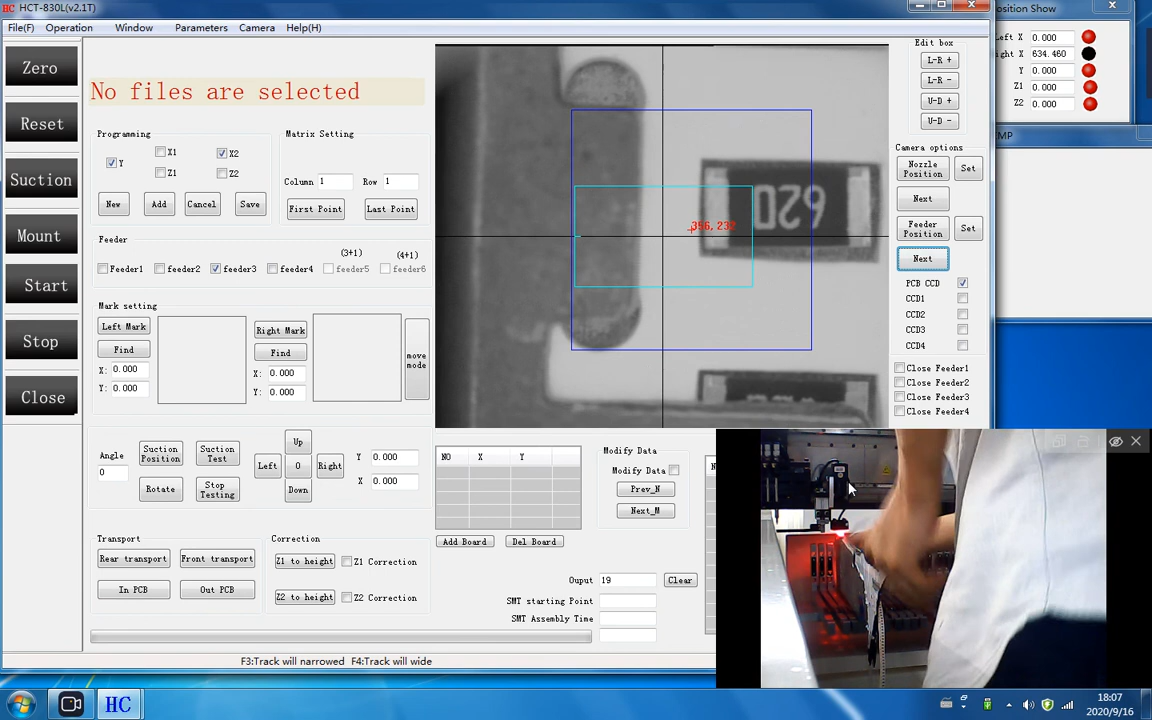 HC HCT-830L(v2.1T)
osition Show
File(F) Operation Window Parameters Camera Help(H)
Zero
Reset
Suction
Mount
Start
Stop
Close
No files are selected
Programming
Y X1 X2
Z1 Z2
New Add Cancel Save
Matrix Setting
Column 1 Row 1
First Point Last Point
Feeder
(3+1) (4+1)
Feeder1 feeder2 feeder3 feeder4 feeder5 feeder6
Mark setting
Left Mark
Find
X: 0.000
Y: 0.000
Right Mark
Find
X: 0.000
Y: 0.000
move
mode
Angle
0
Suction
Position
Suction
Test
Rotate
Stop
Testing
Up
Left 0 Right
Down
Y 0.000
X 0.000
Transport
Rear transport Front transport
In PCB Out PCB
Correction
Z1 to height Z1 Correction
Z2 to height Z2 Correction
356, 232
620
Edit box
L-R +
L-R -
U-D +
U-D -
Camera options
Nozzle
Position
Set
Next
Feeder
Position
Set
Next
PCB CCD
CCD1
CCD2
CCD3
CCD4
Close Feeder1
Close Feeder2
Close Feeder3
Close Feeder4
Left X 0.000
ight X 634.460
Y 0.000
Z1 0.000
Z2 0.000
MP
NO X Y
Add Board Del Board
Modify Data
Modify Data
Prev_N
Next_M
N
Ouput 19 Clear
SMT starting Point
SMT Assembly Time
F3:Track will narrowed F4:Track will wide
HC
18:07
2020/9/16